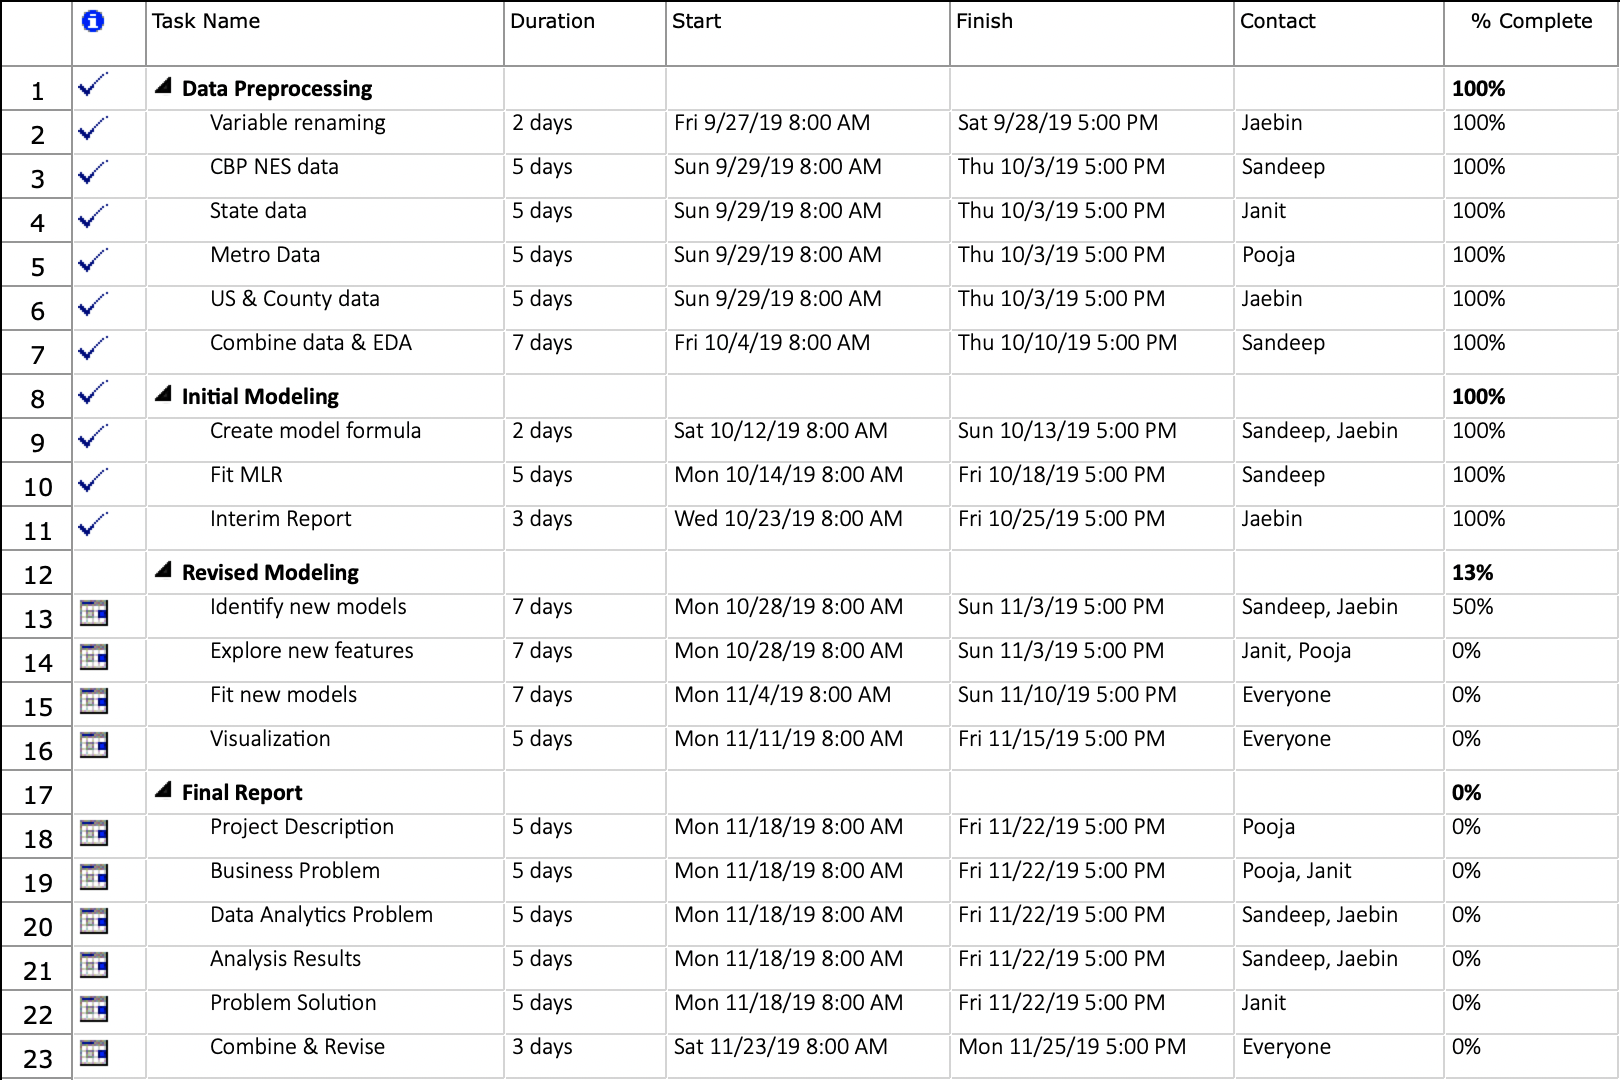 Task Name Duration Start Finish Contact % Complete
1 Data Preprocessing 100%
2 Variable renaming 2 days Fri 9/27/19 8:00 AM Sat 9/28/19 5:00 PM Jaebin 100%
3 CBP NES data 5 days Sun 9/29/19 8:00 AM Thu 10/3/19 5:00 PM Sandeep 100%
4 State data 5 days Sun 9/29/19 8:00 AM Thu 10/3/19 5:00 PM Janit 100%
5 Metro Data 5 days Sun 9/29/19 8:00 AM Thu 10/3/19 5:00 PM Pooja 100%
6 US & County data 5 days Sun 9/29/19 8:00 AM Thu 10/3/19 5:00 PM Jaebin 100%
7 Combine data & EDA 7 days Fri 10/4/19 8:00 AM Thu 10/10/19 5:00 PM Sandeep 100%
8 Initial Modeling 100%
9 Create model formula 2 days Sat 10/12/19 8:00 AM Sun 10/13/19 5:00 PM Sandeep, Jaebin 100%
10 Fit MLR 5 days Mon 10/14/19 8:00 AM Fri 10/18/19 5:00 PM Sandeep 100%
11 Interim Report 3 days Wed 10/23/19 8:00 AM Fri 10/25/19 5:00 PM Jaebin 100%
12 Revised Modeling 13%
13 Identify new models 7 days Mon 10/28/19 8:00 AM Sun 11/3/19 5:00 PM Sandeep, Jaebin 50%
14 Explore new features 7 days Mon 10/28/19 8:00 AM Sun 11/3/19 5:00 PM Janit, Pooja 0%
15 Fit new models 7 days Mon 11/4/19 8:00 AM Sun 11/10/19 5:00 PM Everyone 0%
16 Visualization 5 days Mon 11/11/19 8:00 AM Fri 11/15/19 5:00 PM Everyone 0%
17 Final Report 0%
18 Project Description 5 days Mon 11/18/19 8:00 AM Fri 11/22/19 5:00 PM Pooja 0%
19 Business Problem 5 days Mon 11/18/19 8:00 AM Fri 11/22/19 5:00 PM Pooja, Janit 0%
20 Data Analytics Problem 5 days Mon 11/18/19 8:00 AM Fri 11/22/19 5:00 PM Sandeep, Jaebin 0%
21 Analysis Results 5 days Mon 11/18/19 8:00 AM Fri 11/22/19 5:00 PM Sandeep, Jaebin 0%
22 Problem Solution 5 days Mon 11/18/19 8:00 AM Fri 11/22/19 5:00 PM Janit 0%
23 Combine & Revise 3 days Sat 11/23/19 8:00 AM Mon 11/25/19 5:00 PM Everyone 0%